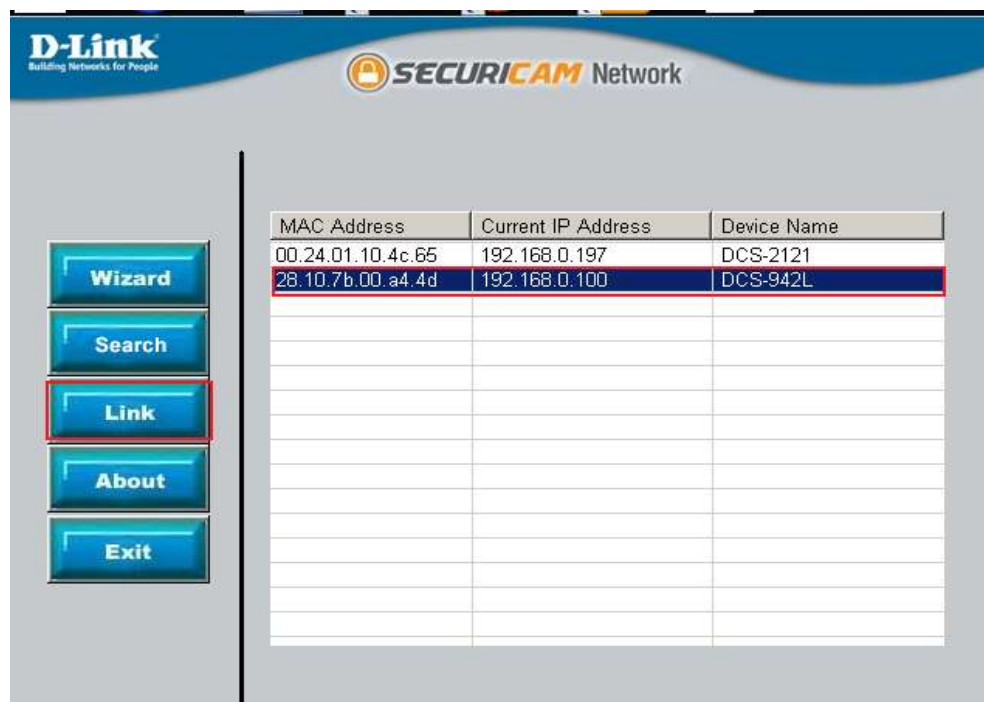 D-Link
Building Networks for People
SECURICAM Network
MAC Address Current IP Address Device Name
00.24.01.10.4c.65 192.168.0.197 DCS-2121
28.10.7b.00.a4.4d 192.168.0.100 DCS-942L
Wizard
Search
Link
About
Exit